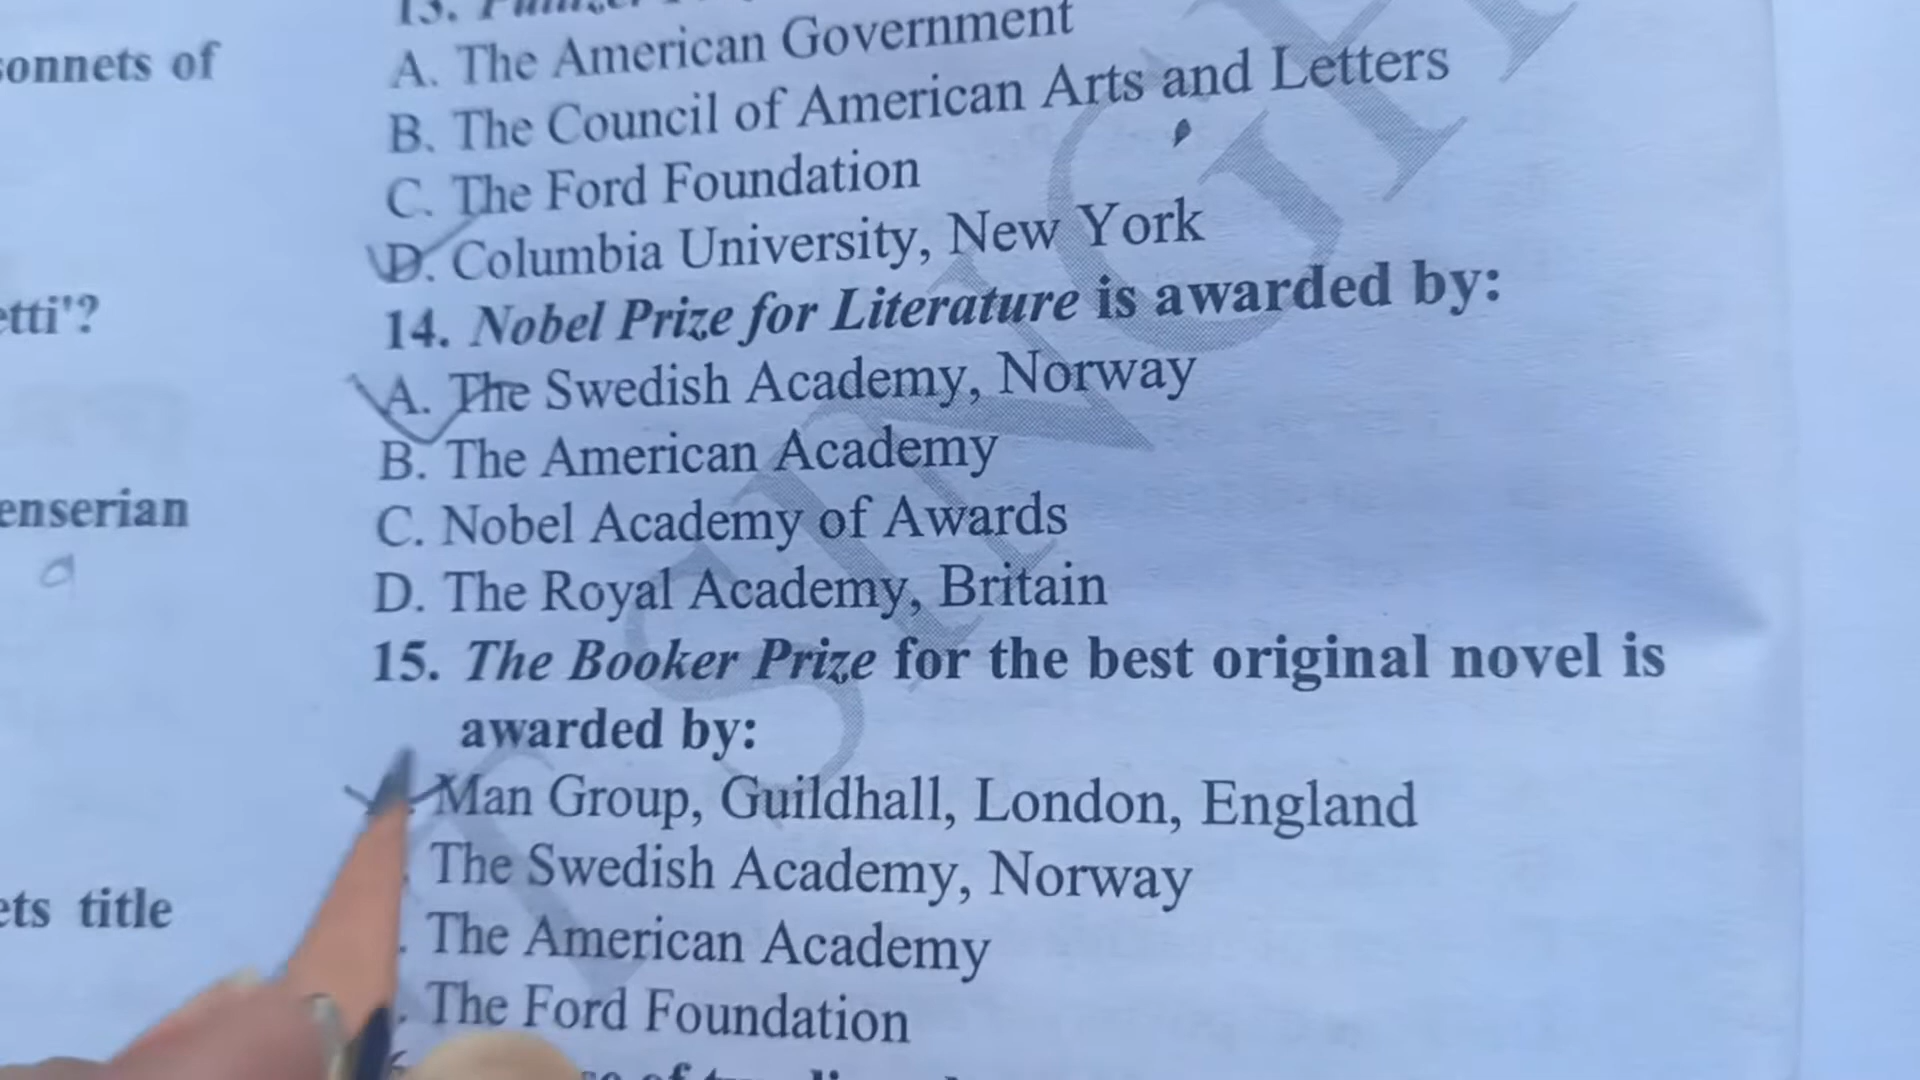 sonnets of
etti'?
enserian
ets title
13.
A. The American Government
B. The Council of American Arts and Letters
C. The Ford Foundation
D. Columbia University, New York
14. Nobel Prize for Literature is awarded by:
A. The Swedish Academy, Norway
B. The American Academy
C. Nobel Academy of Awards
D. The Royal Academy, Britain
15. The Booker Prize for the best original novel is
awarded by:
Man Group, Guildhall, London, England
. The Swedish Academy, Norway
. The American Academy
. The Ford Foundation